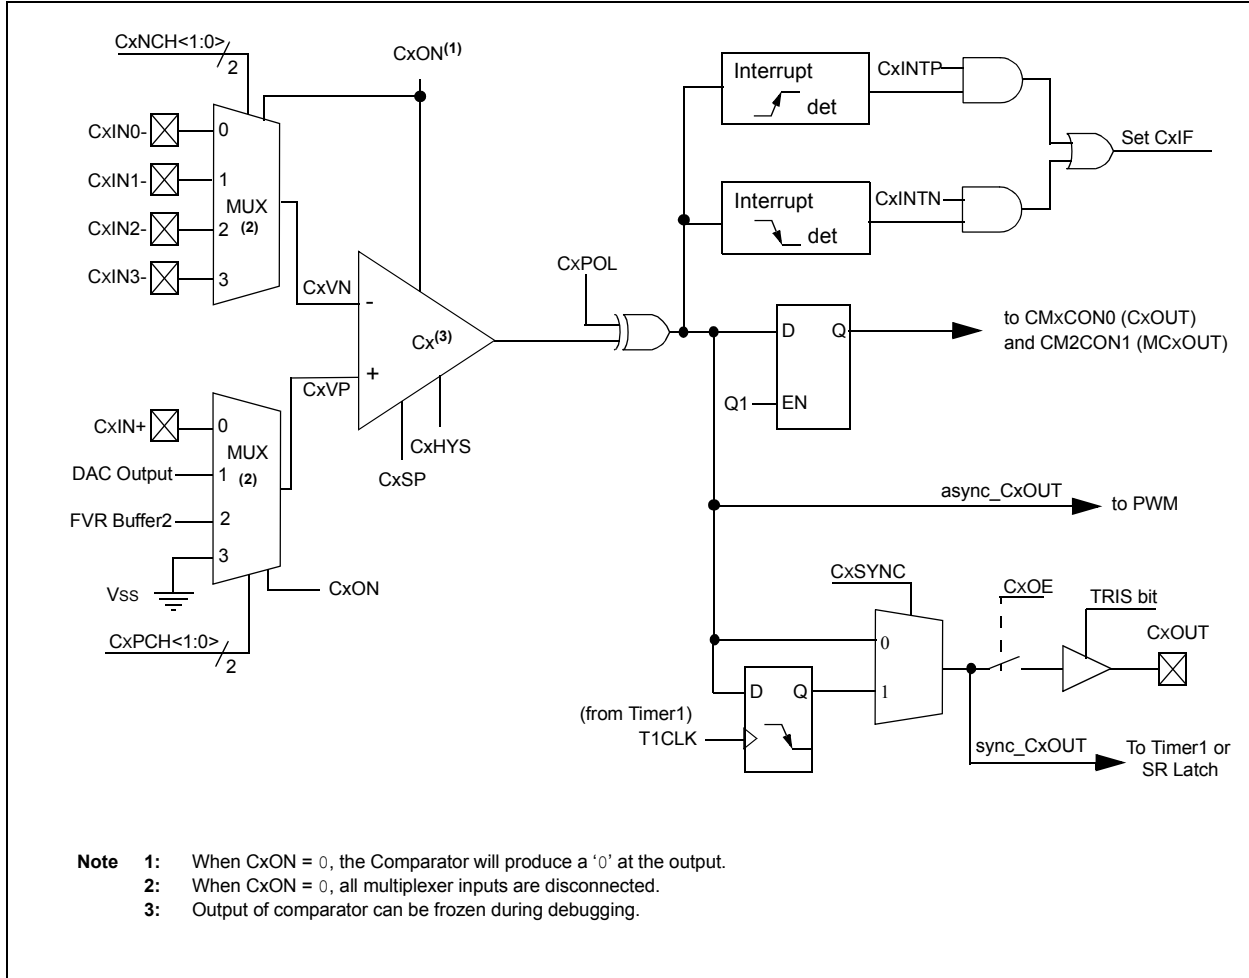 CxNCH<1:0>
2
CxON(1)
CxIN0-
0
CxIN1-
1
MUX
(2)
CxIN2-
2
CxIN3-
3
CxVN
-
Cx(3)
+
CxVP
CxHYS
CxSP
CxIN+
0
MUX
(2)
DAC Output
1
FVR Buffer2
2
3
Vss
CxON
CxPCH<1:0>
2
CxPOL
Interrupt
det
CxINTP
Interrupt
det
CxINTN
Set CxIF
D
Q
Q1
EN
to CMxCON0 (CxOUT)
and CM2CON1 (MCxOUT)
async_CxOUT
to PWM
CxSYNC
0
1
D
Q
(from Timer1)
T1CLK
CxOE
TRIS bit
CxOUT
sync_CxOUT
To Timer1 or
SR Latch
Note 1: When CxON = 0, the Comparator will produce a ‘0’ at the output.
2: When CxON = 0, all multiplexer inputs are disconnected.
3: Output of comparator can be frozen during debugging.